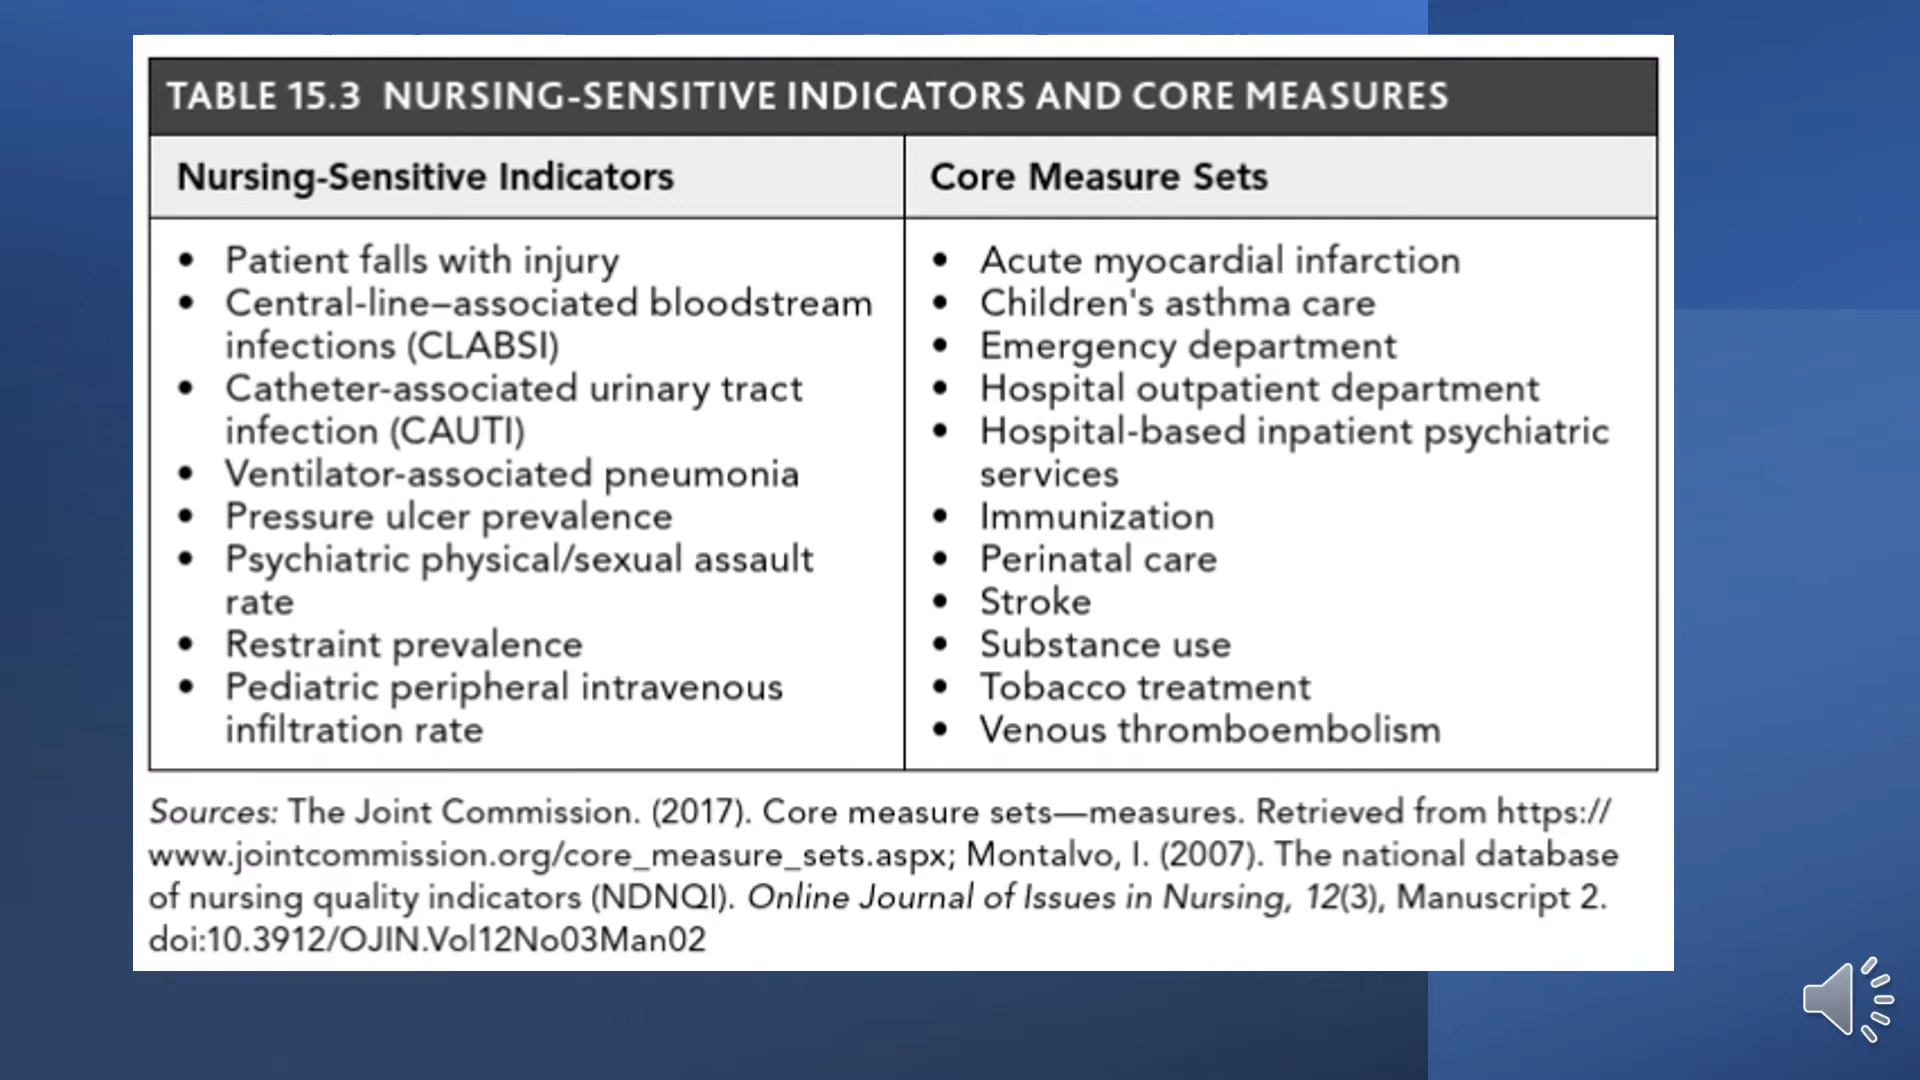 TABLE 15.3 NURSING-SENSITIVE INDICATORS AND CORE MEASURES
Nursing-Sensitive Indicators
• Patient falls with injury
• Central-line–associated bloodstream
infections (CLABSI)
• Catheter-associated urinary tract
infection (CAUTI)
• Ventilator-associated pneumonia
• Pressure ulcer prevalence
• Psychiatric physical/sexual assault
rate
• Restraint prevalence
• Pediatric peripheral intravenous
infiltration rate
Core Measure Sets
• Acute myocardial infarction
• Children's asthma care
• Emergency department
• Hospital outpatient department
• Hospital-based inpatient psychiatric
services
• Immunization
• Perinatal care
• Stroke
• Substance use
• Tobacco treatment
• Venous thromboembolism
Sources: The Joint Commission. (2017). Core measure sets—measures. Retrieved from https://
www.jointcommission.org/core_measure_sets.aspx; Montalvo, I. (2007). The national database
of nursing quality indicators (NDNQI). Online Journal of Issues in Nursing, 12(3), Manuscript 2.
doi:10.3912/OJIN.Vol12No03Man02